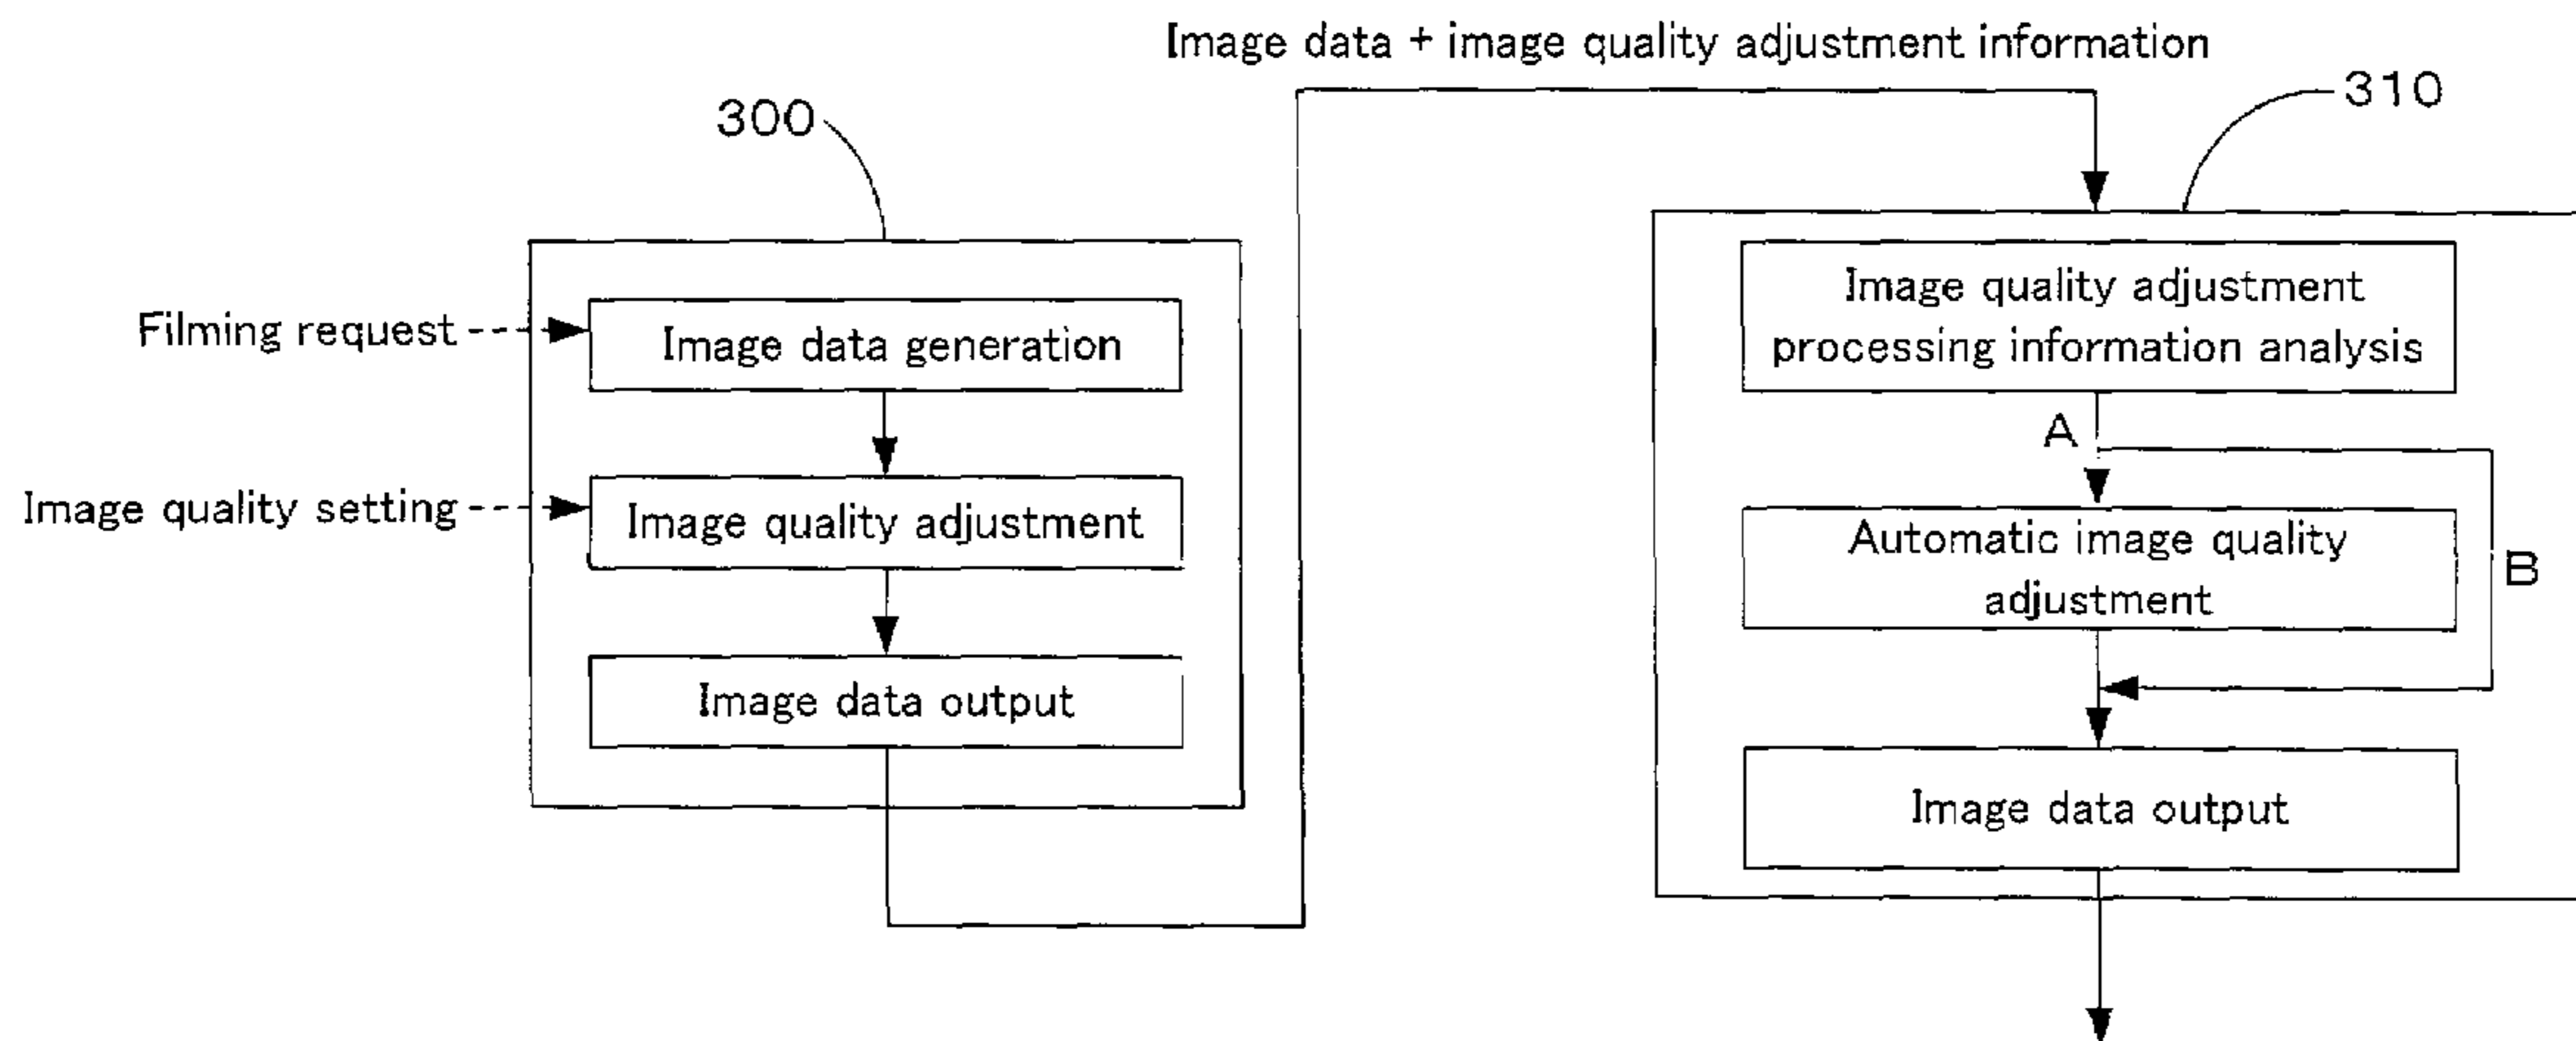 Image data + image quality adjustment information
300
310
Filming request
Image data generation
Image quality setting
Image quality adjustment
Image data output
Image quality adjustment
processing information analysis
A
Automatic image quality
adjustment
B
Image data output